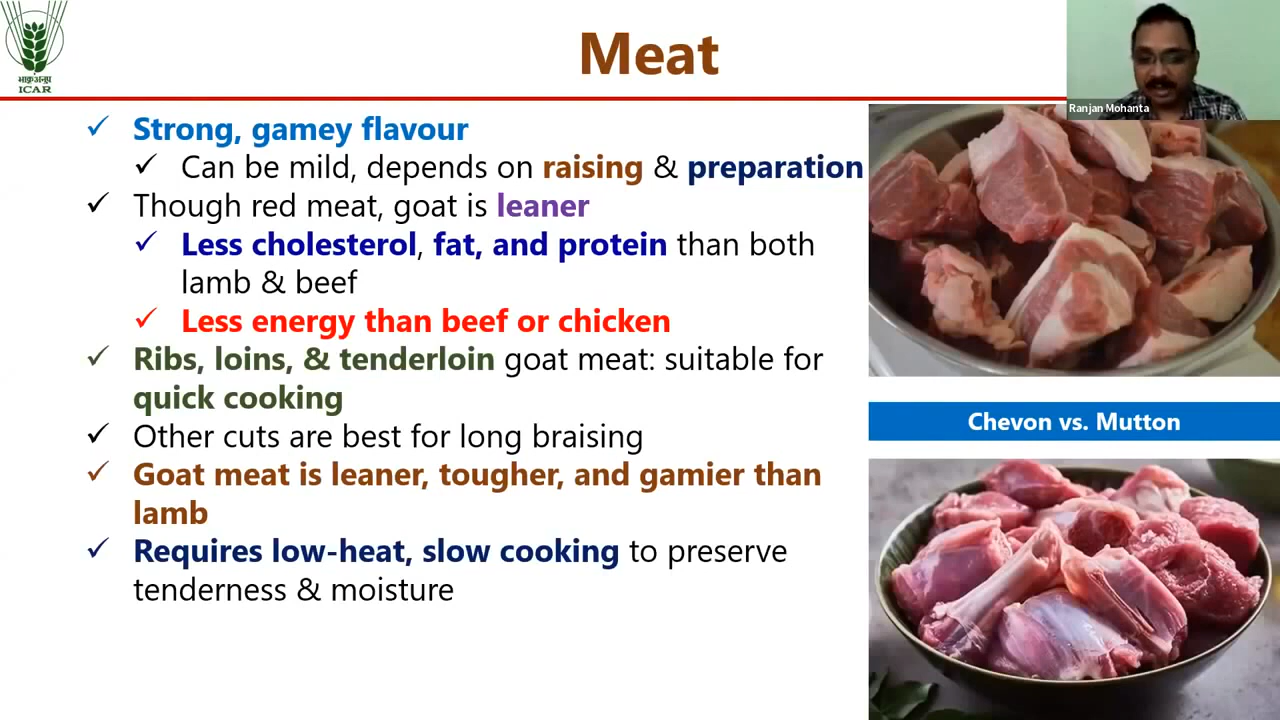 Meat
भाकृअनुप
ICAR
Ranjan Mohanta
✓ Strong, gamey flavour
✓ Can be mild, depends on raising & preparation
✓ Though red meat, goat is leaner
✓ Less cholesterol, fat, and protein than both
lamb & beef
✓ Less energy than beef or chicken
✓ Ribs, loins, & tenderloin goat meat: suitable for
quick cooking
✓ Other cuts are best for long braising
✓ Goat meat is leaner, tougher, and gamier than
lamb
✓ Requires low-heat, slow cooking to preserve
tenderness & moisture
Chevon vs. Mutton